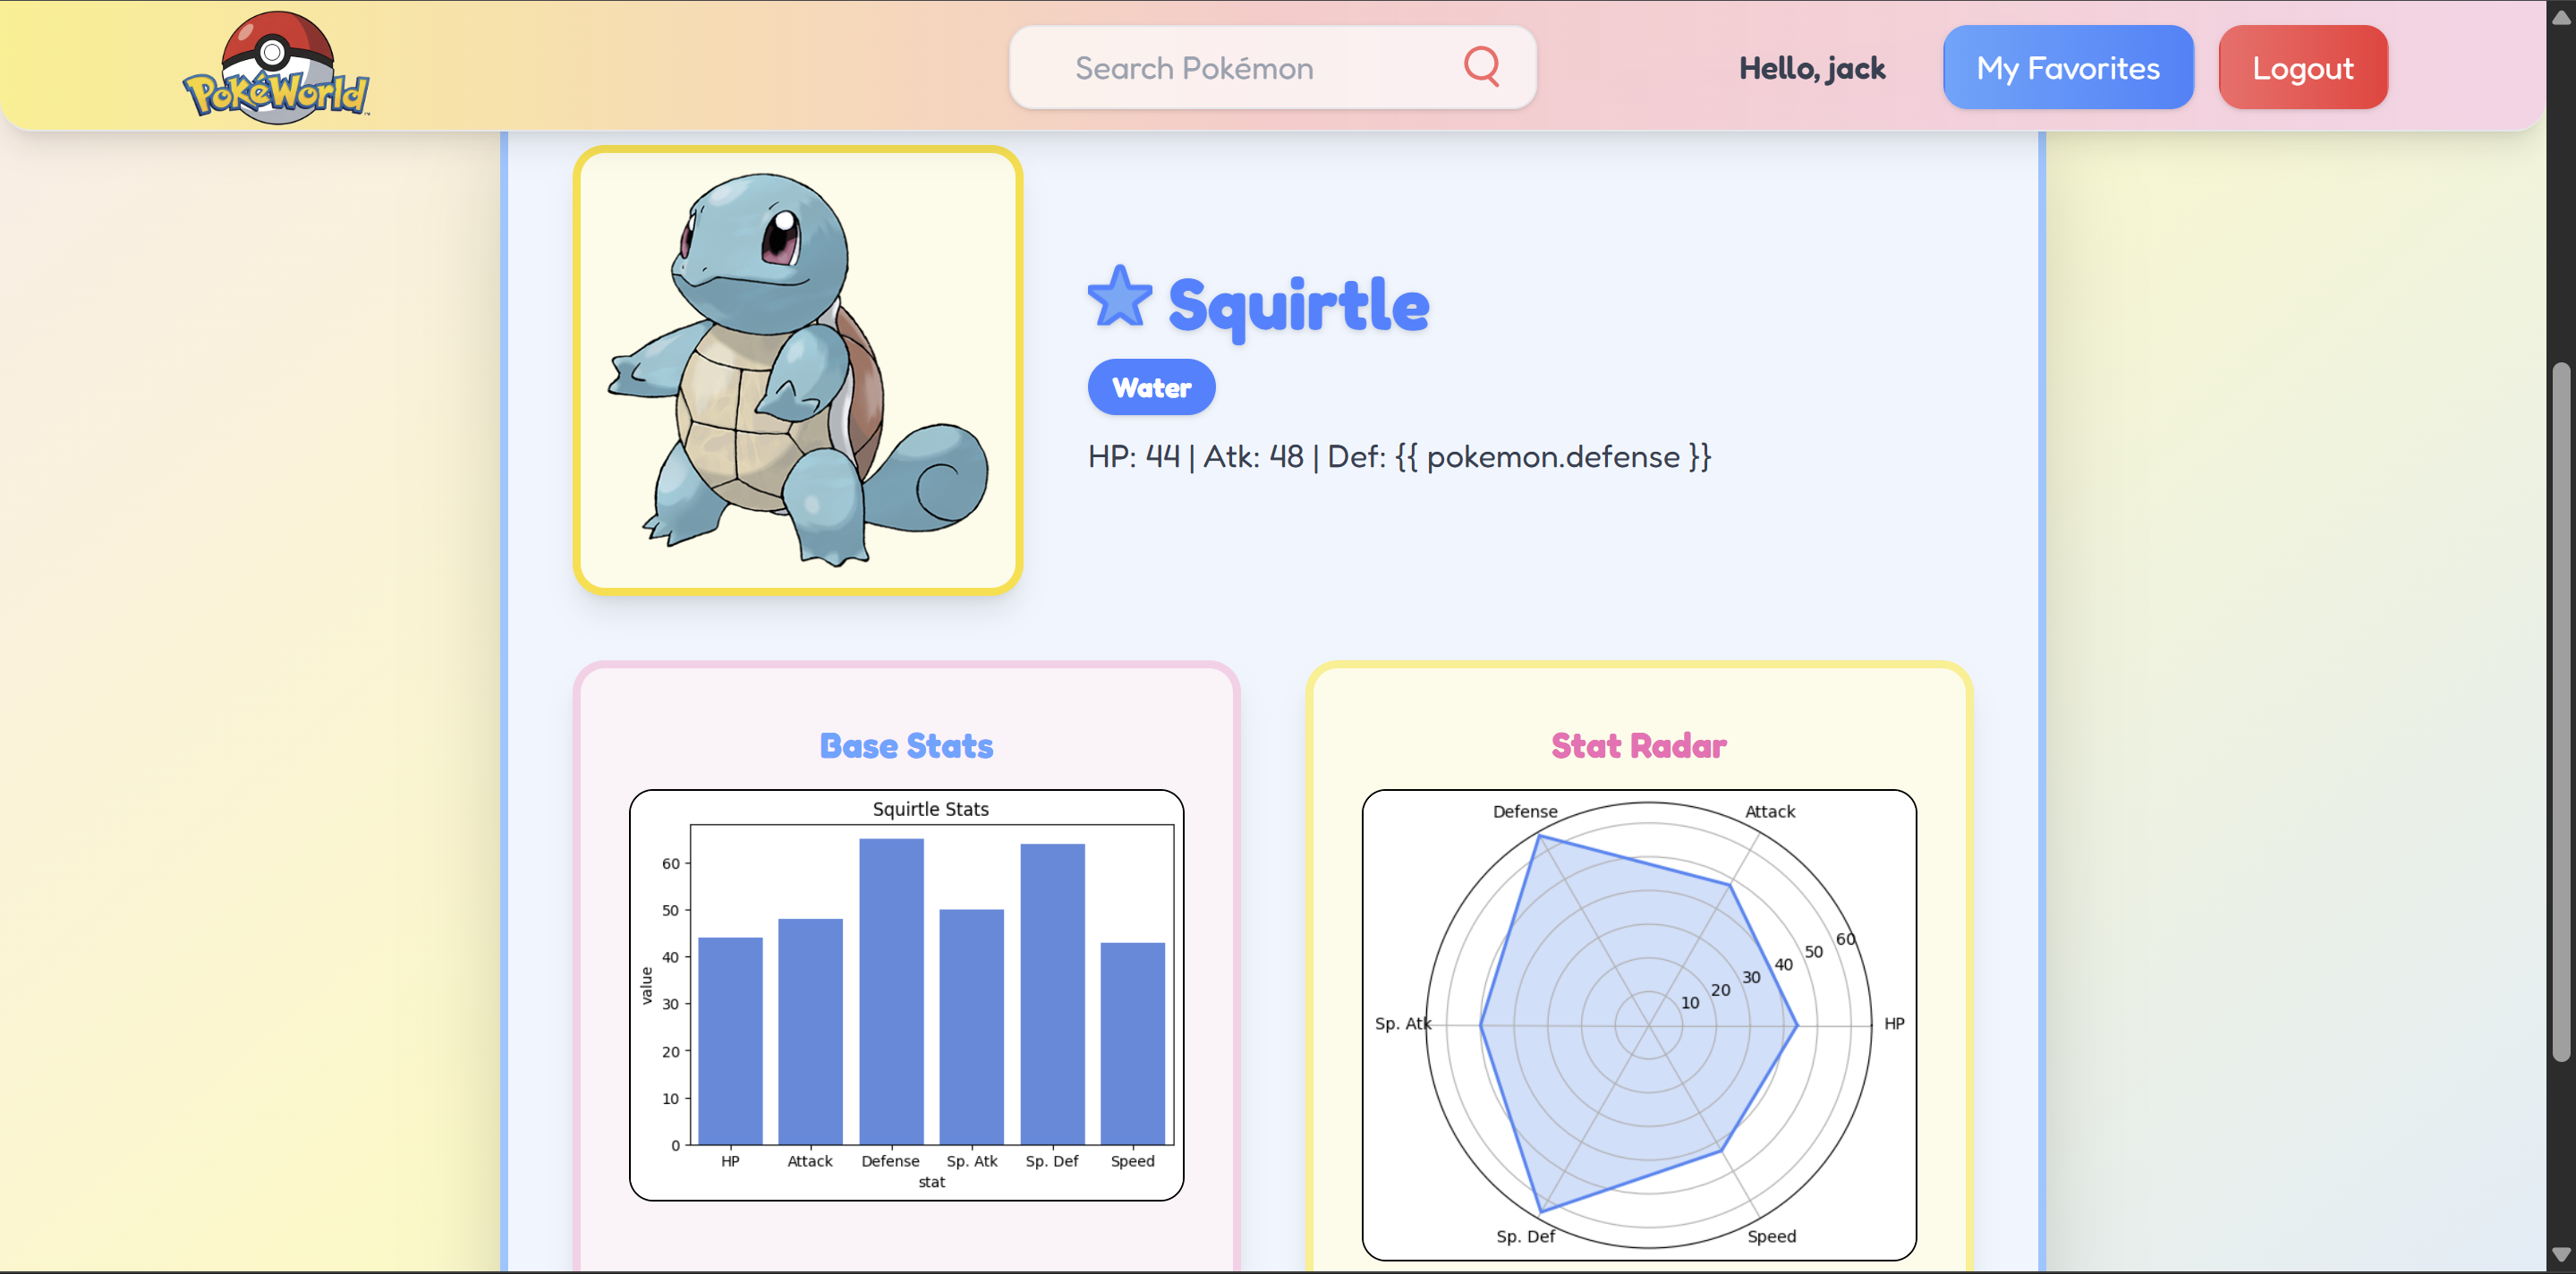 PokéWorld™
Search Pokémon
Hello, jack
My Favorites
Logout
Squirtle
Water
HP: 44 | Atk: 48 | Def: {{ pokemon.defense }}
Base Stats
Squirtle Stats
60
50
40
30
20
10
0
value
HP Attack Defense Sp. Atk Sp. Def Speed
stat
Stat Radar
Defense Attack
60
50
40
30
20
10
Sp. Atk HP
Sp. Def Speed